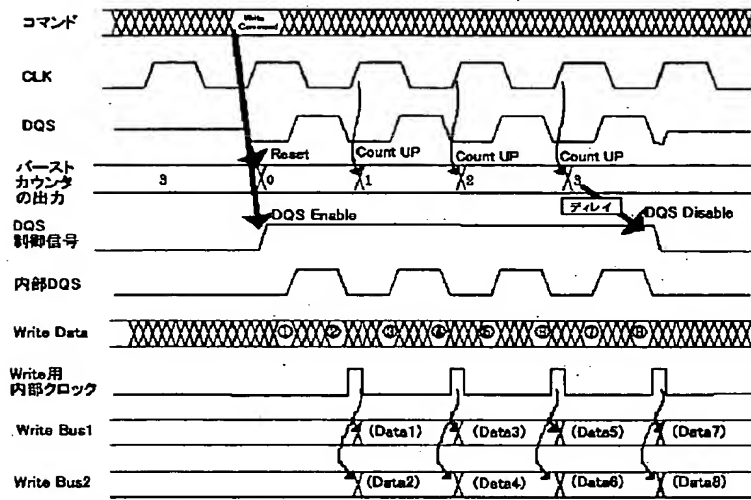 コマンド
Write
Command
CLK
DQS
Reset
Count UP
Count UP
Count UP
バースト
カウンタ
の出力
3
0
1
2
3
ディレイ
DQS Enable
DQS Disable
DQS
制御信号
内部DQS
Write Data
① ② ③ ④ ⑤ ⑥ ⑦ ⑧
Write用
内部クロック
Write Bus1
(Data1) (Data3) (Data5) (Data7)
Write Bus2
(Data2) (Data4) (Data6) (Data8)